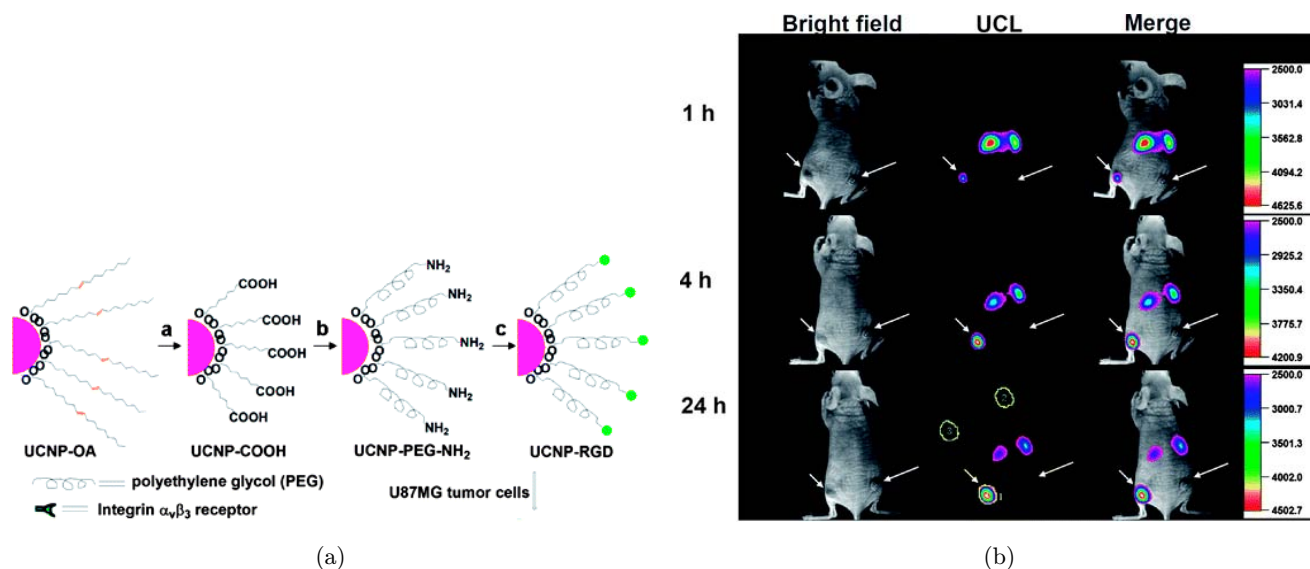 Bright field UCL Merge
1 h
4 h
24 h
2500.0
3031.4
3562.8
4094.2
4625.6
2500.0
2925.2
3350.4
3775.7
4200.9
2500.0
3000.7
3501.3
4002.0
4502.7
2
3
1
a b c
COOH
COOH
COOH
COOH
COOH
NH2
NH2
NH2
NH2
NH2
UCNP-OA UCNP-COOH UCNP-PEG-NH2 UCNP-RGD
polyethylene glycol (PEG)
U87MG tumor cells
Integrin αvβ3 receptor
(a) (b)